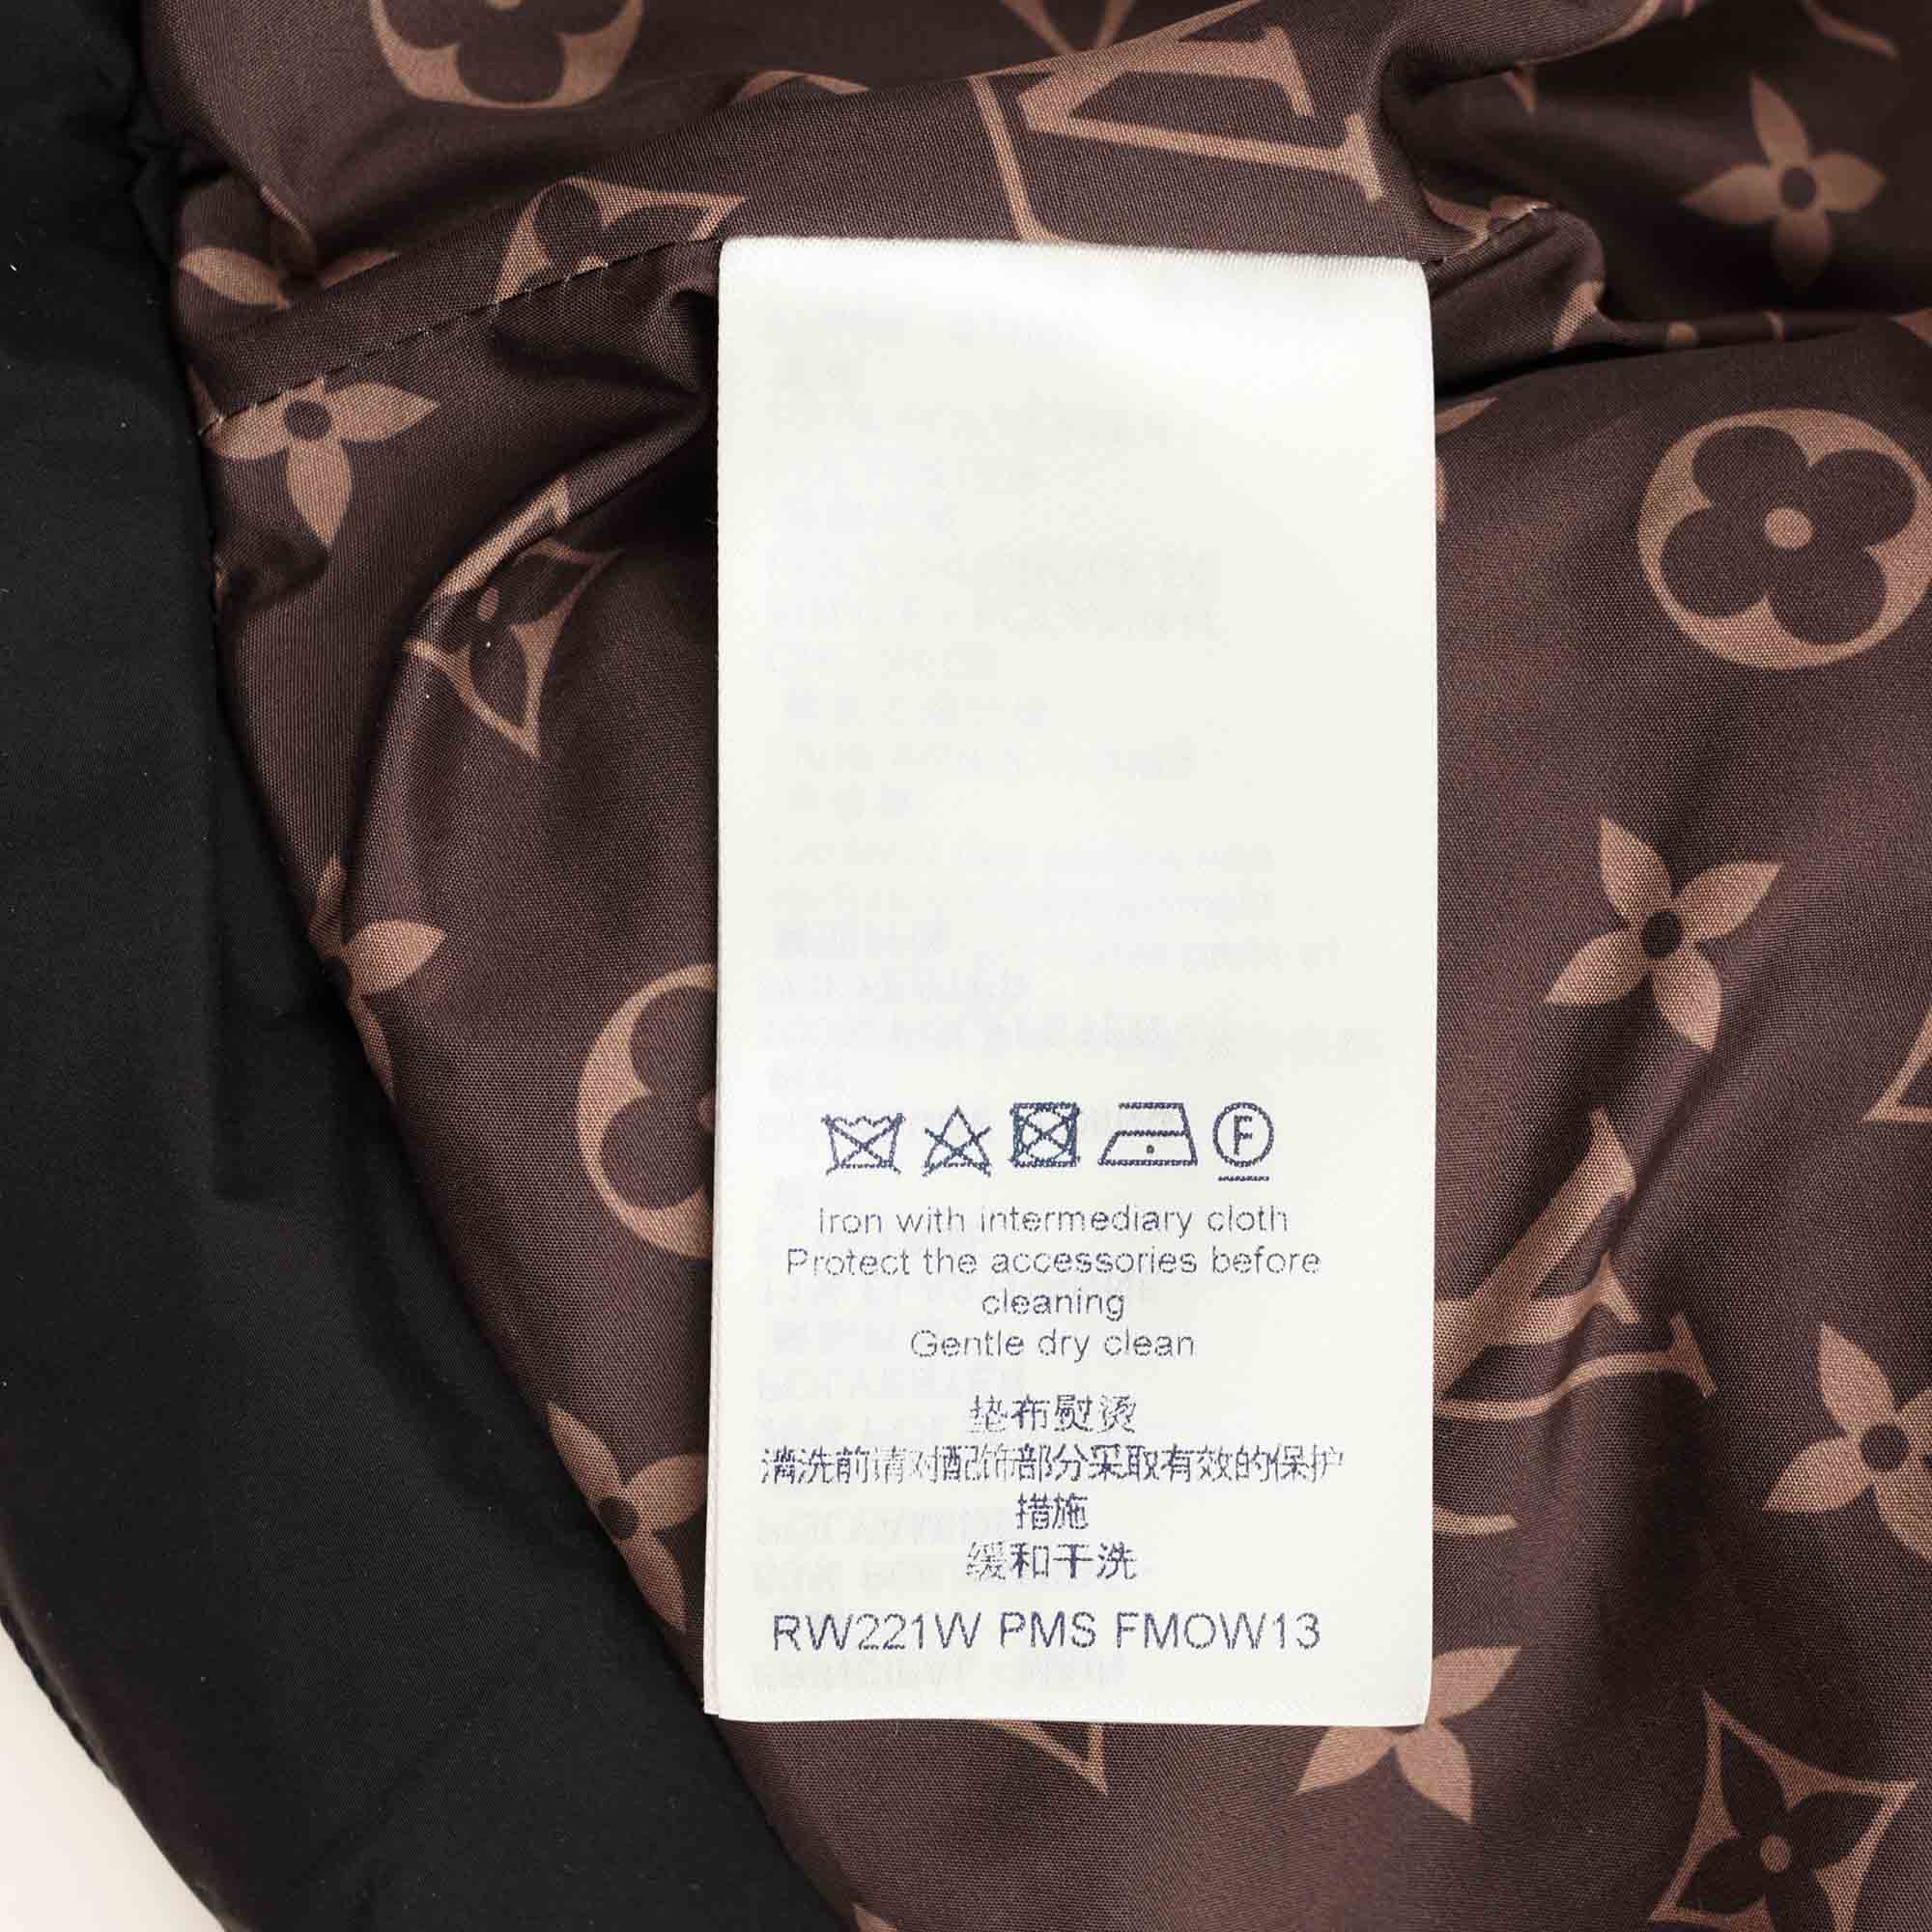 Iron with intermediary cloth
Protect the accessories before
cleaning
Gentle dry clean
垫布熨烫
清洗前请对配饰部分采取有效的保护
措施
缓和干洗
RW221W PMS FMOW13